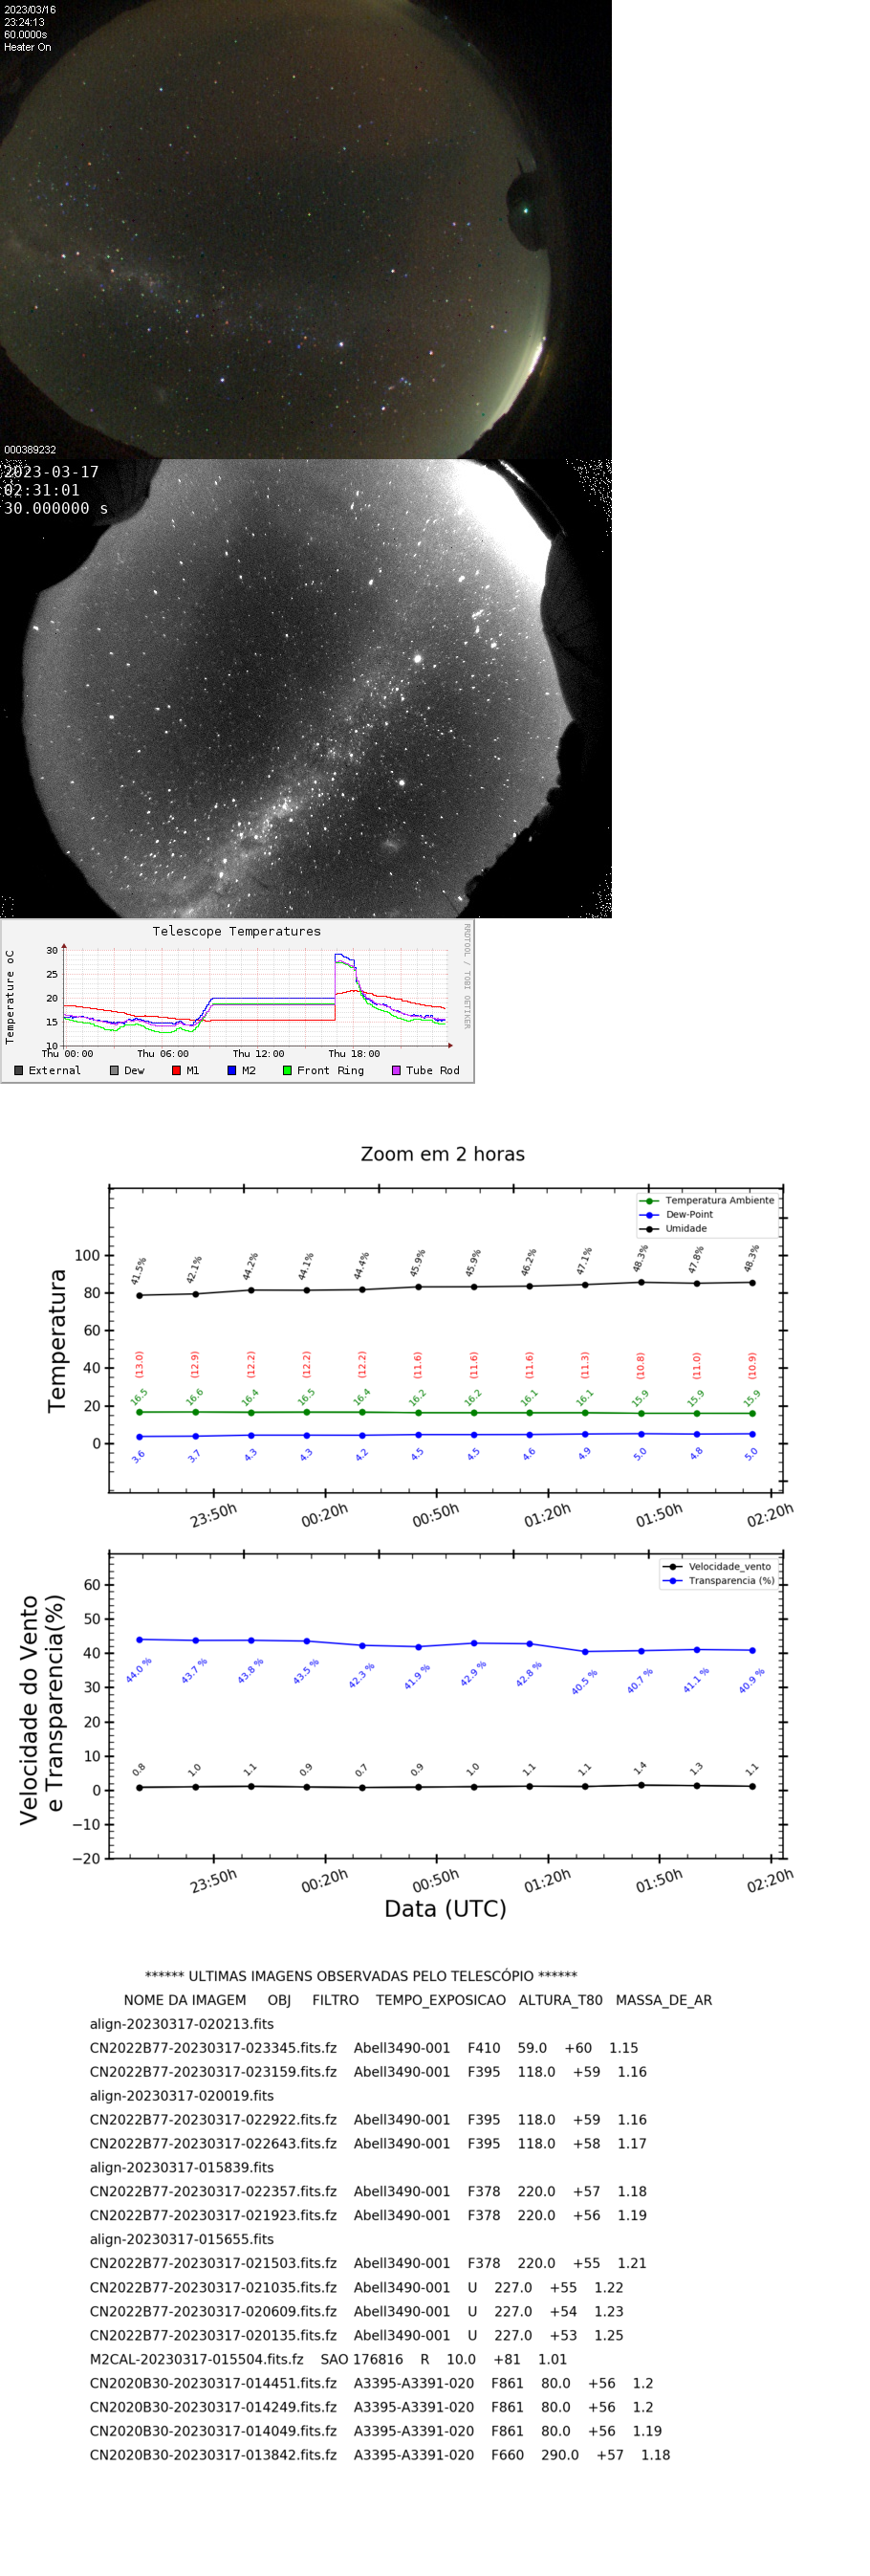 2023/03/16
23:24:13
60.0000s
Heater On
000389232
2023-03-17
02:31:01
30.000000 s
Telescope Temperatures
RRDTOOL / TOBI OETIKER
Temperature oC
30
25
20
15
10
Thu 00:00 Thu 06:00 Thu 12:00 Thu 18:00
External Dew M1 M2 Front Ring Tube Rod
Zoom em 2 horas
Temperatura Ambiente
Dew-Point
Umidade
Temperatura
100
80
60
40
20
0
41.5% 42.1% 44.2% 44.1% 44.4% 45.9% 45.9% 46.2% 47.1% 48.3% 47.8% 48.3%
(13.0) (12.9) (12.2) (12.2) (12.2) (11.6) (11.6) (11.6) (11.3) (10.8) (11.0) (10.9)
16.5 16.6 16.4 16.5 16.4 16.2 16.2 16.1 16.1 15.9 15.9 15.9
3.6 3.7 4.3 4.3 4.2 4.5 4.5 4.6 4.9 5.0 4.8 5.0
23:50h 00:20h 00:50h 01:20h 01:50h 02:20h
Velocidade_vento
Transparencia (%)
Velocidade do Vento
e Transparencia(%)
60
50
40
30
20
10
0
−10
−20
44.0 % 43.7 % 43.8 % 43.5 % 42.3 % 41.9 % 42.9 % 42.8 % 40.5 % 40.7 % 41.1 % 40.9 %
0.8 1.0 1.1 0.9 0.7 0.9 1.0 1.1 1.1 1.4 1.3 1.1
23:50h 00:20h 00:50h 01:20h 01:50h 02:20h
Data (UTC)
****** ULTIMAS IMAGENS OBSERVADAS PELO TELESCÓPIO ******
NOME DA IMAGEM OBJ FILTRO TEMPO_EXPOSICAO ALTURA_T80 MASSA_DE_AR
align-20230317-020213.fits
CN2022B77-20230317-023345.fits.fz Abell3490-001 F410 59.0 +60 1.15
CN2022B77-20230317-023159.fits.fz Abell3490-001 F395 118.0 +59 1.16
align-20230317-020019.fits
CN2022B77-20230317-022922.fits.fz Abell3490-001 F395 118.0 +59 1.16
CN2022B77-20230317-022643.fits.fz Abell3490-001 F395 118.0 +58 1.17
align-20230317-015839.fits
CN2022B77-20230317-022357.fits.fz Abell3490-001 F378 220.0 +57 1.18
CN2022B77-20230317-021923.fits.fz Abell3490-001 F378 220.0 +56 1.19
align-20230317-015655.fits
CN2022B77-20230317-021503.fits.fz Abell3490-001 F378 220.0 +55 1.21
CN2022B77-20230317-021035.fits.fz Abell3490-001 U 227.0 +55 1.22
CN2022B77-20230317-020609.fits.fz Abell3490-001 U 227.0 +54 1.23
CN2022B77-20230317-020135.fits.fz Abell3490-001 U 227.0 +53 1.25
M2CAL-20230317-015504.fits.fz SAO 176816 R 10.0 +81 1.01
CN2020B30-20230317-014451.fits.fz A3395-A3391-020 F861 80.0 +56 1.2
CN2020B30-20230317-014249.fits.fz A3395-A3391-020 F861 80.0 +56 1.2
CN2020B30-20230317-014049.fits.fz A3395-A3391-020 F861 80.0 +56 1.19
CN2020B30-20230317-013842.fits.fz A3395-A3391-020 F660 290.0 +57 1.18